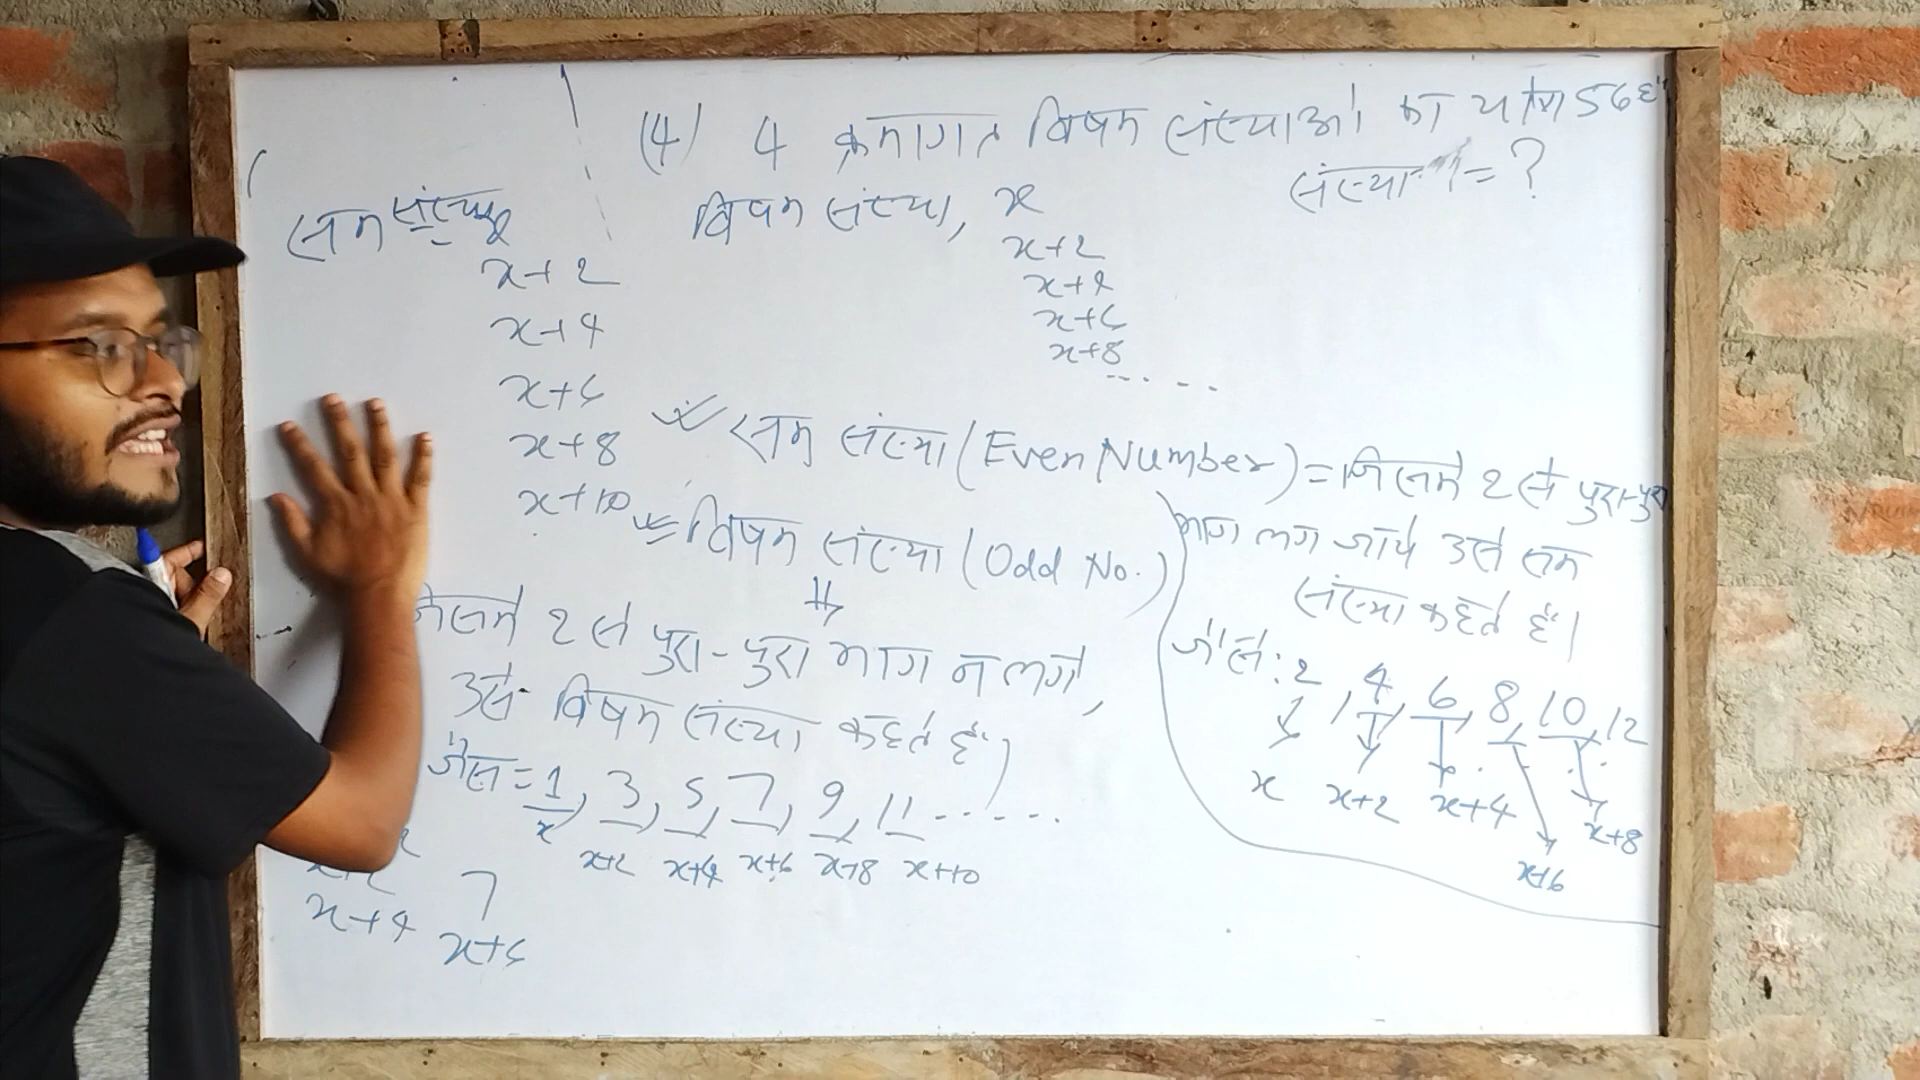 (4) 4 क्रमागत विषम संख्याओं का योग 56 है
संख्या = ?
सम संख्या x
x+2
x+4
x+6
x+8
x+10
विषम संख्या, x
x+2
x+4
x+6
x+8
-- - -
सम संख्या (Even Number) = जिसमे 2 से पुरा-पुरा
भाग लग जाये उसे सम
संख्या कहते है।
जैसे: 2, 4, 6, 8, 10, 12
x x+2 x+4 x+6 x+8
विषम संख्या (Odd No.)
जिसमे 2 से पुरा-पुरा भाग न लगे,
उसे विषम संख्या कहते है।
जैसे = 1, 3, 5, 7, 9, 11 - - - - -
x x+2 x+4 x+6 x+8 x+10
x+2
x+4 7
x+6